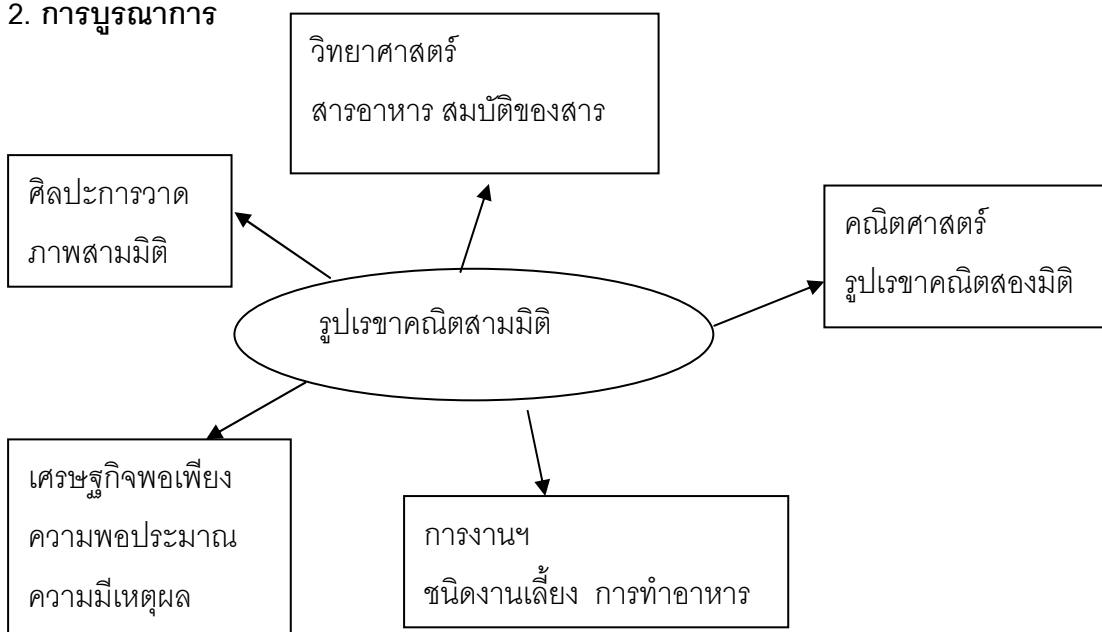 2. การบูรณาการ
วิทยาศาสตร์
สารอาหาร สมบัติของสาร
ศิลปะการวาด
ภาพสามมิติ
คณิตศาสตร์
รูปเรขาคณิตสองมิติ
รูปเรขาคณิตสามมิติ
เศรษฐกิจพอเพียง
ความพอประมาณ
ความมีเหตุผล
การงานฯ
ชนิดงานเลี้ยง การทำอาหาร